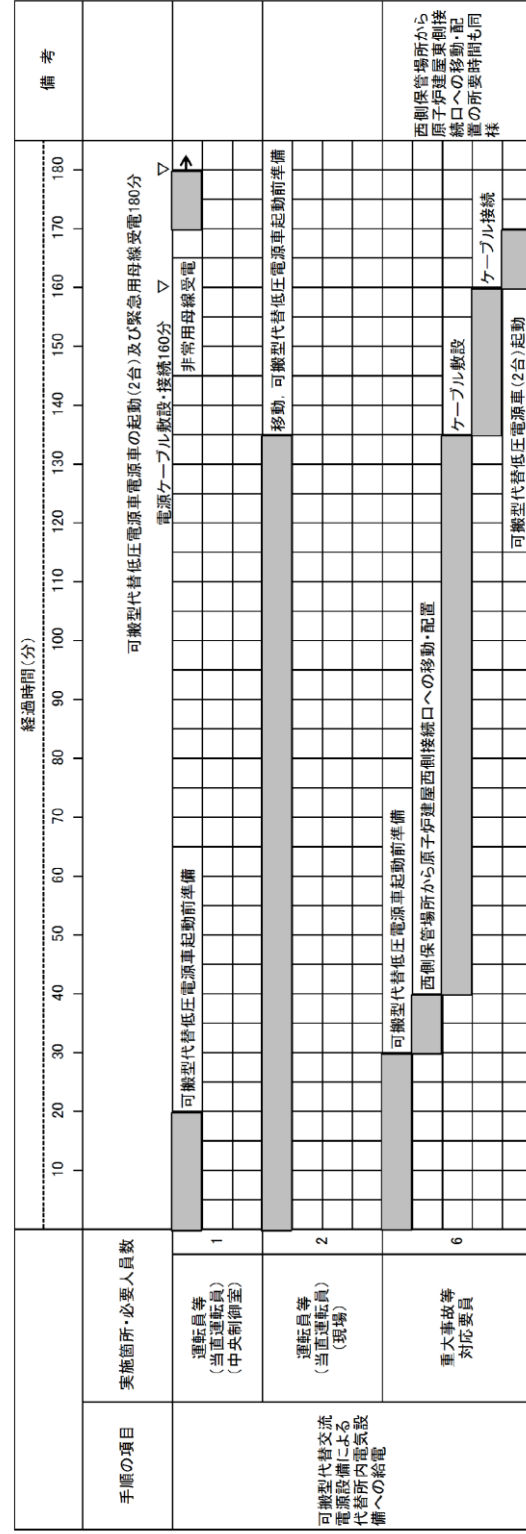 経過時間(分)
備 考
手順の項目
実施箇所・必要人員数
10
20
30
40
50
60
70
80
90
100
110
120
130
140
150
160
170
180
可搬型代替低圧電源車電源車の起動(2台)及び緊急用母線受電180分
▽
電源ケーブル敷設・接続160分
▽
可搬型代替交流
電源設備による
代替所内電気設
備への給電
運転員等
(当直運転員)
(中央制御室)
1
可搬型代替低圧電源車起動前準備
非常用母線受電
運転員等
(当直運転員)
(現場)
2
移動, 可搬型代替低圧電源車起動前準備
重大事故等
対応要員
6
可搬型代替低圧電源車起動前準備
西側保管場所から原子炉建屋西側接続口への移動・配置
ケーブル敷設
ケーブル接続
可搬型代替低圧電源車(2台)起動
西側保管場所から
原子炉建屋東側接
続口への移動・配
置の所要時間も同
様